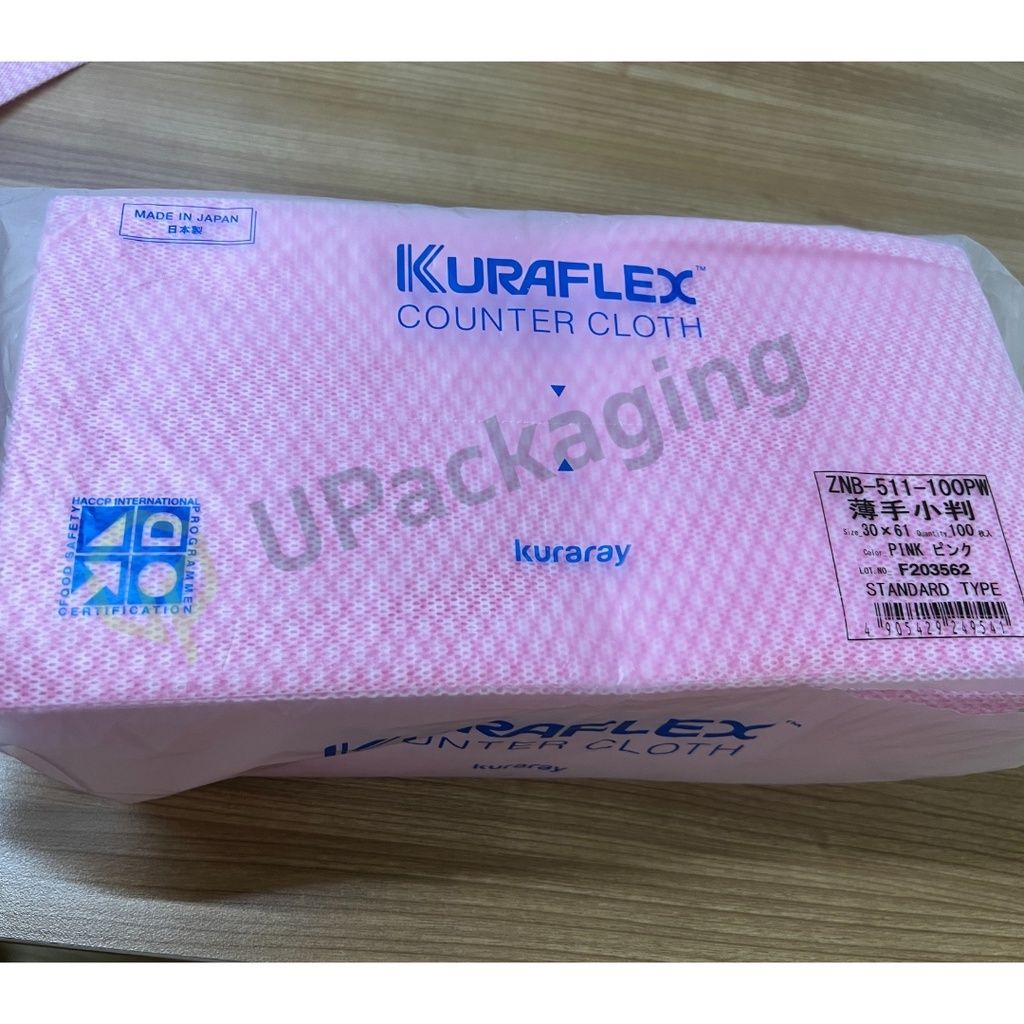 MADE IN JAPAN
日本製
KURAFLEX™
COUNTER CLOTH
UPackaging
kuraray
HACCP INTERNATIONAL
FOOD SAFETY
PROGRAMME
CERTIFICATION
ZNB-511-100PW
薄手小判
Size 30×61 Quantity 100 枚入
Color PINK ピンク
LOT.NO F203562
STANDARD TYPE
4 905429 249541
RAFLEX™
UNTER CLOTH
kuraray